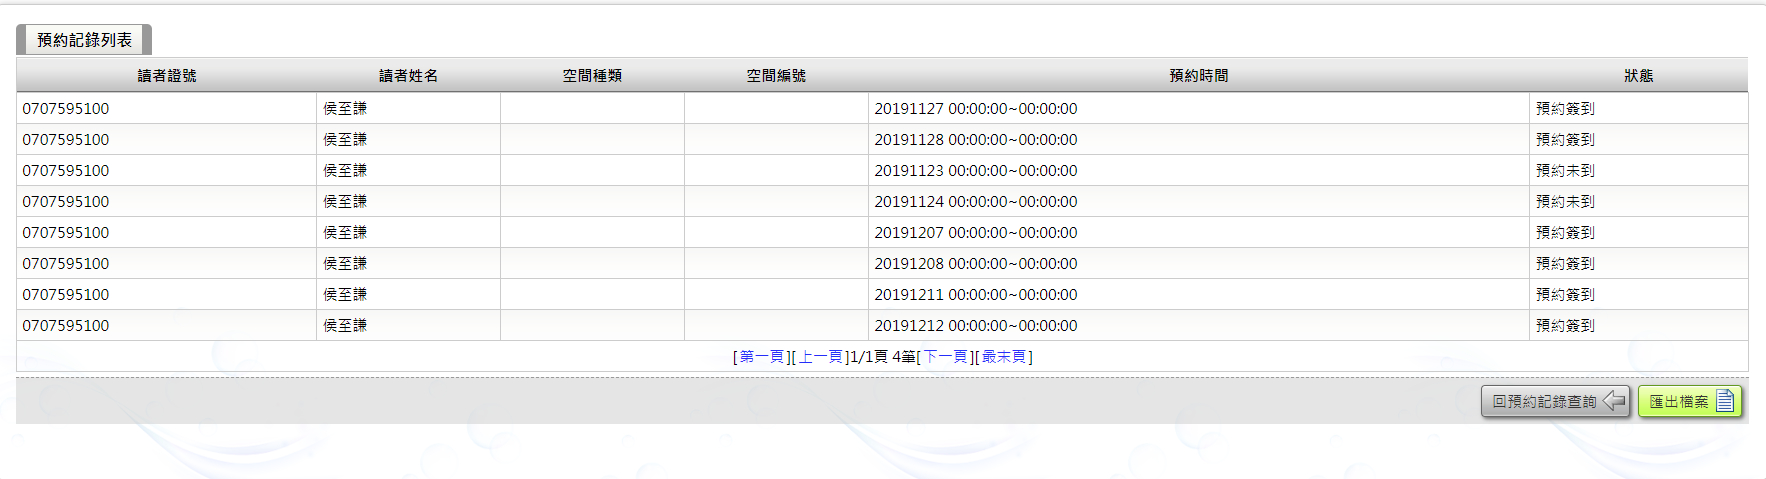 預約記錄列表
讀者證號 讀者姓名 空間種類 空間編號 預約時間 狀態
0707595100 侯至謙 20191127 00:00:00~00:00:00 預約簽到
0707595100 侯至謙 20191128 00:00:00~00:00:00 預約簽到
0707595100 侯至謙 20191123 00:00:00~00:00:00 預約未到
0707595100 侯至謙 20191124 00:00:00~00:00:00 預約未到
0707595100 侯至謙 20191207 00:00:00~00:00:00 預約簽到
0707595100 侯至謙 20191208 00:00:00~00:00:00 預約簽到
0707595100 侯至謙 20191211 00:00:00~00:00:00 預約簽到
0707595100 侯至謙 20191212 00:00:00~00:00:00 預約簽到
[第一頁][上一頁]1/1頁 4筆[下一頁][最末頁]
回預約記錄查詢 匯出檔案